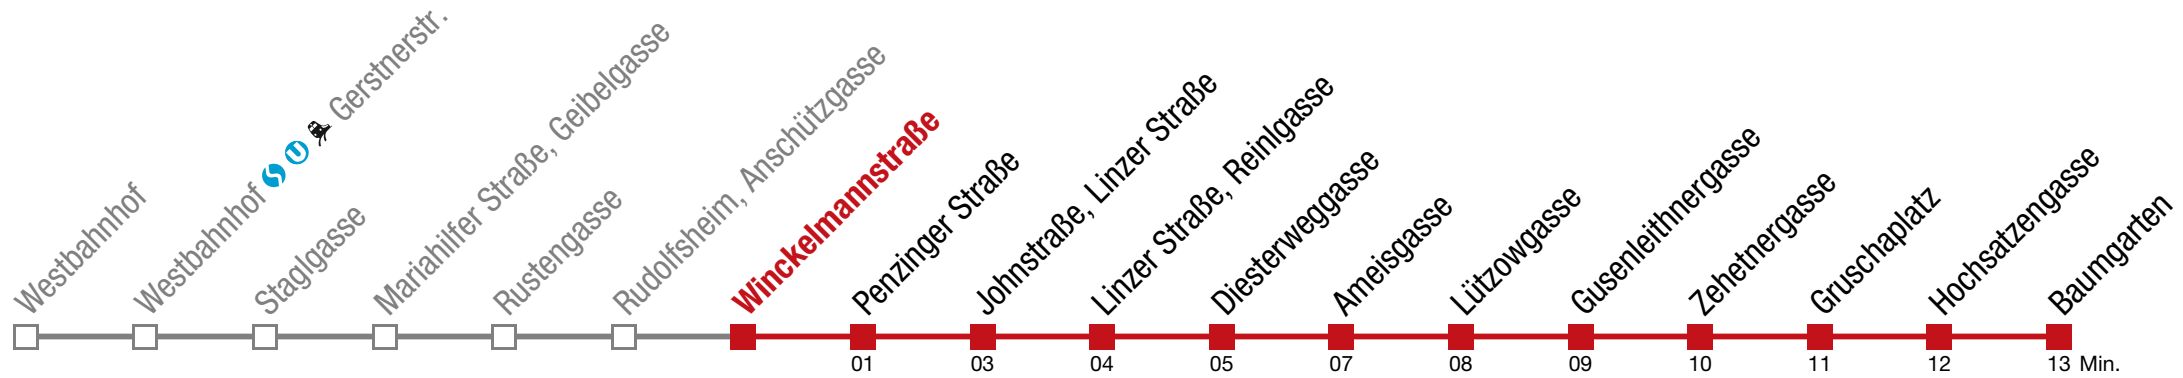 Westbahnhof
Westbahnhof S U Gerstnerstr.
Staglgasse
Mariahilfer Straße, Geibelgasse
Rustengasse
Rudolfsheim, Anschützgasse
Winckelmannstraße
Penzinger Straße
Johnstraße, Linzer Straße
Linzer Straße, Reinlgasse
Diesterweggasse
Ameisgasse
Lützowgasse
Gusenleithnergasse
Zehetnergasse
Gruschaplatz
Hochsatzengasse
Baumgarten
01 03 04 05 07 08 09 10 11 12 13 Min.